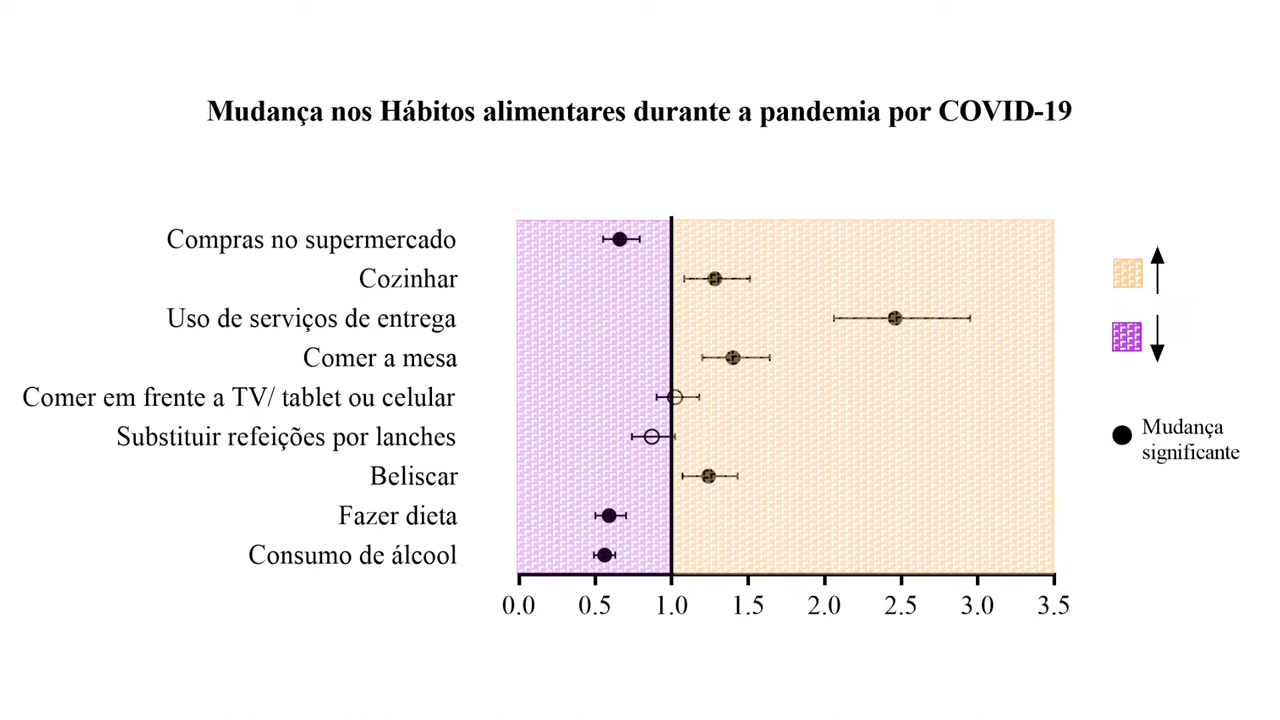 Mudança nos Hábitos alimentares durante a pandemia por COVID-19
Compras no supermercado
Cozinhar
Uso de serviços de entrega
Comer a mesa
Comer em frente a TV/ tablet ou celular
Substituir refeições por lanches
Beliscar
Fazer dieta
Consumo de álcool
0.0 0.5 1.0 1.5 2.0 2.5 3.0 3.5
Mudança
significante